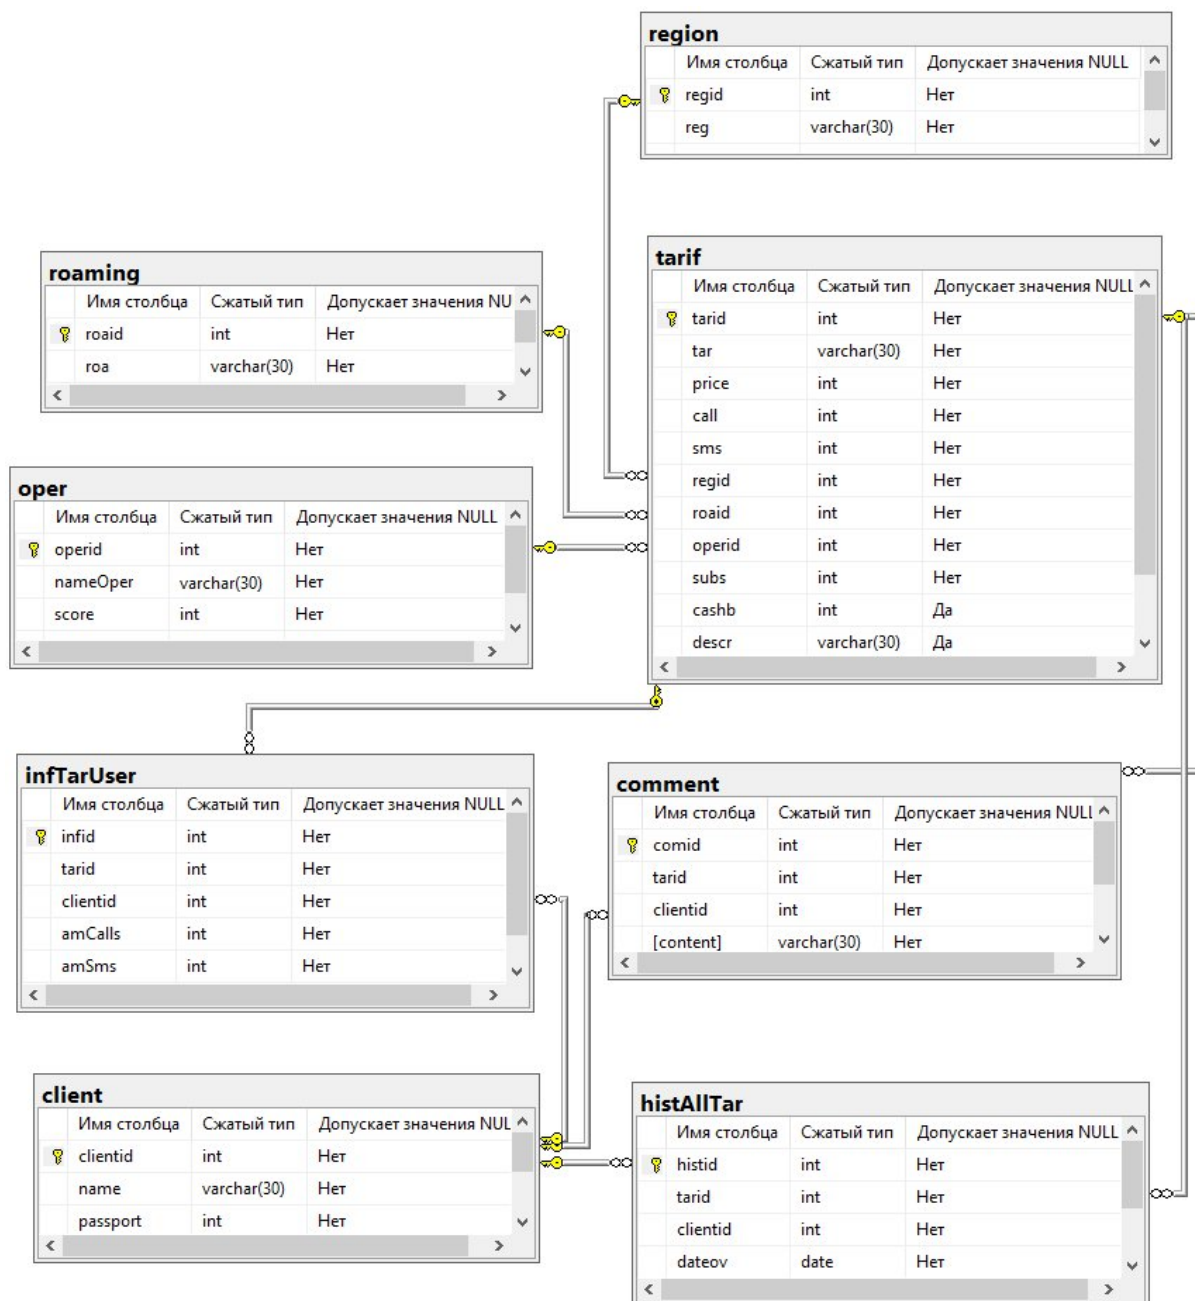 region
Имя столбца Сжатый тип Допускает значения NULL
regid int Нет
reg varchar(30) Нет
roaming
Имя столбца Сжатый тип Допускает значения NU
roaid int Нет
roa varchar(30) Нет
tarif
Имя столбца Сжатый тип Допускает значения NULL
tarid int Нет
tar varchar(30) Нет
price int Нет
call int Нет
sms int Нет
regid int Нет
roaid int Нет
operid int Нет
subs int Нет
cashb int Да
descr varchar(30) Да
oper
Имя столбца Сжатый тип Допускает значения NULL
operid int Нет
nameOper varchar(30) Нет
score int Нет
infTarUser
Имя столбца Сжатый тип Допускает значения NULL
infid int Нет
tarid int Нет
clientid int Нет
amCalls int Нет
amSms int Нет
comment
Имя столбца Сжатый тип Допускает значения NULL
comid int Нет
tarid int Нет
clientid int Нет
[content] varchar(30) Нет
client
Имя столбца Сжатый тип Допускает значения NUL
clientid int Нет
name varchar(30) Нет
passport int Нет
histAllTar
Имя столбца Сжатый тип Допускает значения NULL
histid int Нет
tarid int Нет
clientid int Нет
dateov date Нет